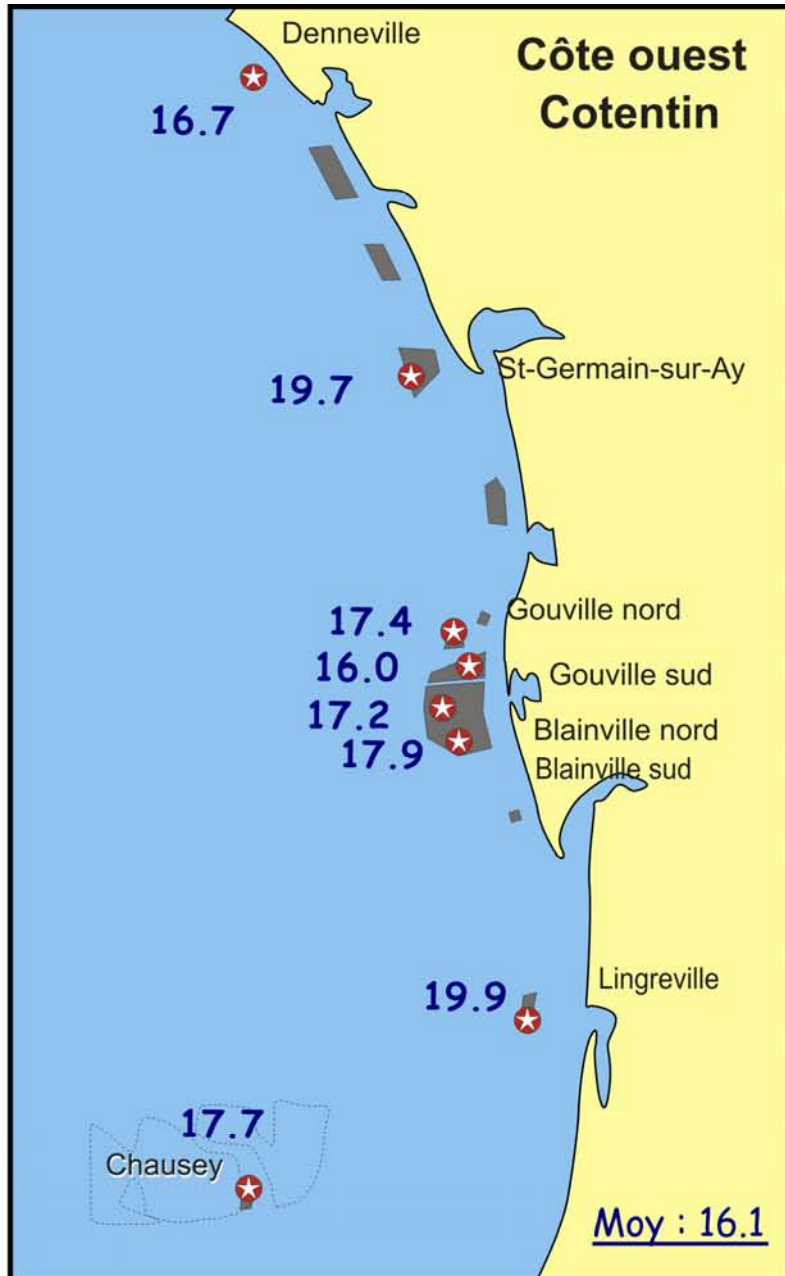 Denneville
Côte ouest
Cotentin
16.7
19.7
St-Germain-sur-Ay
17.4
Gouville nord
16.0
Gouville sud
17.2
Blainville nord
17.9
Blainville sud
19.9
Lingreville
17.7
Chausey
Moy : 16.1